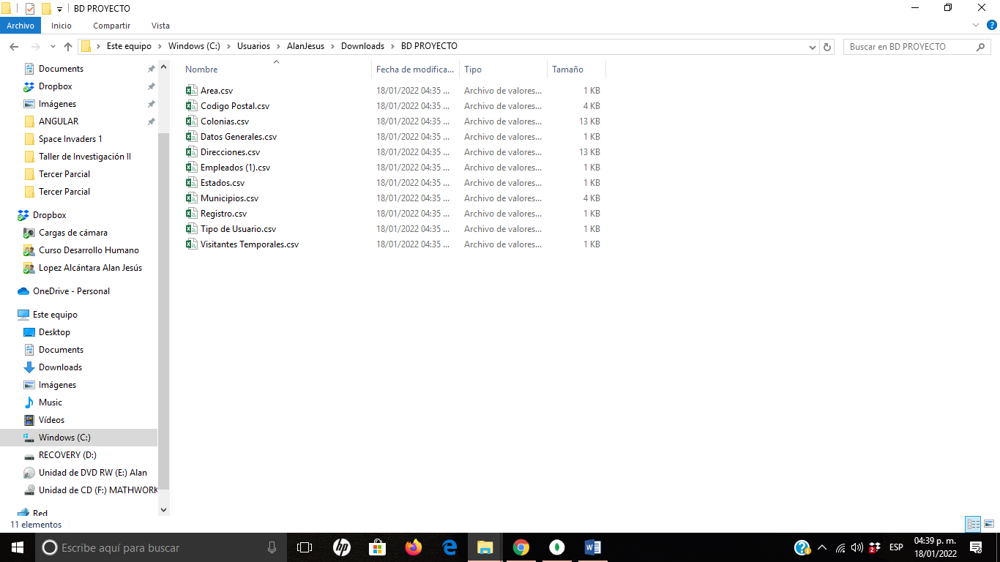 BD PROYECTO
Archivo Inicio Compartir Vista
Este equipo > Windows (C:) > Usuarios > AlanJesus > Downloads > BD PROYECTO
Buscar en BD PROYECTO
Documents
Dropbox
Imágenes
ANGULAR
Space Invaders 1
Taller de Investigación II
Tercer Parcial
Tercer Parcial
Dropbox
Cargas de cámara
Curso Desarrollo Humano
Lopez Alcántara Alan Jesús
OneDrive - Personal
Este equipo
Desktop
Documents
Downloads
Imágenes
Music
Vídeos
Windows (C:)
RECOVERY (D:)
Unidad de DVD RW (E:) Alan
Unidad de CD (F:) MATHWORK
Red
Nombre Fecha de modifica... Tipo Tamaño
Area.csv 18/01/2022 04:35 ... Archivo de valores... 1 KB
Codigo Postal.csv 18/01/2022 04:35 ... Archivo de valores... 4 KB
Colonias.csv 18/01/2022 04:35 ... Archivo de valores... 13 KB
Datos Generales.csv 18/01/2022 04:35 ... Archivo de valores... 1 KB
Direcciones.csv 18/01/2022 04:35 ... Archivo de valores... 13 KB
Empleados (1).csv 18/01/2022 04:35 ... Archivo de valores... 1 KB
Estados.csv 18/01/2022 04:35 ... Archivo de valores... 1 KB
Municipios.csv 18/01/2022 04:35 ... Archivo de valores... 4 KB
Registro.csv 18/01/2022 04:35 ... Archivo de valores... 1 KB
Tipo de Usuario.csv 18/01/2022 04:35 ... Archivo de valores... 1 KB
Visitantes Temporales.csv 18/01/2022 04:35 ... Archivo de valores... 1 KB
11 elementos
Escribe aquí para buscar
ESP
04:39 p. m.
18/01/2022